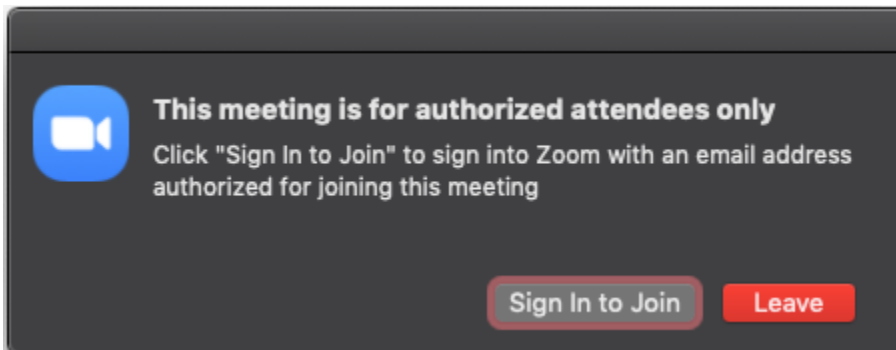 This meeting is for authorized attendees only
Click "Sign In to Join" to sign into Zoom with an email address
authorized for joining this meeting
Sign In to Join
Leave